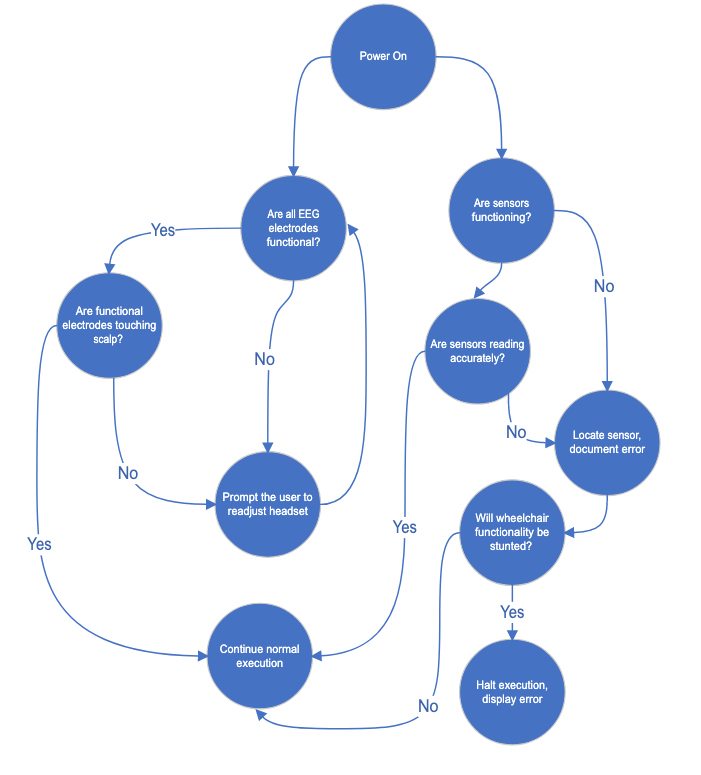 Power On
Are all EEG
electrodes
functional?
Are sensors
functioning?
Yes
No
Are functional
electrodes touching
scalp?
Are sensors reading
accurately?
No
No
Locate sensor,
document error
No
Prompt the user to
readjust headset
Yes
Will wheelchair
functionality be
stunted?
Yes
Yes
Continue normal
execution
Halt execution,
display error
No